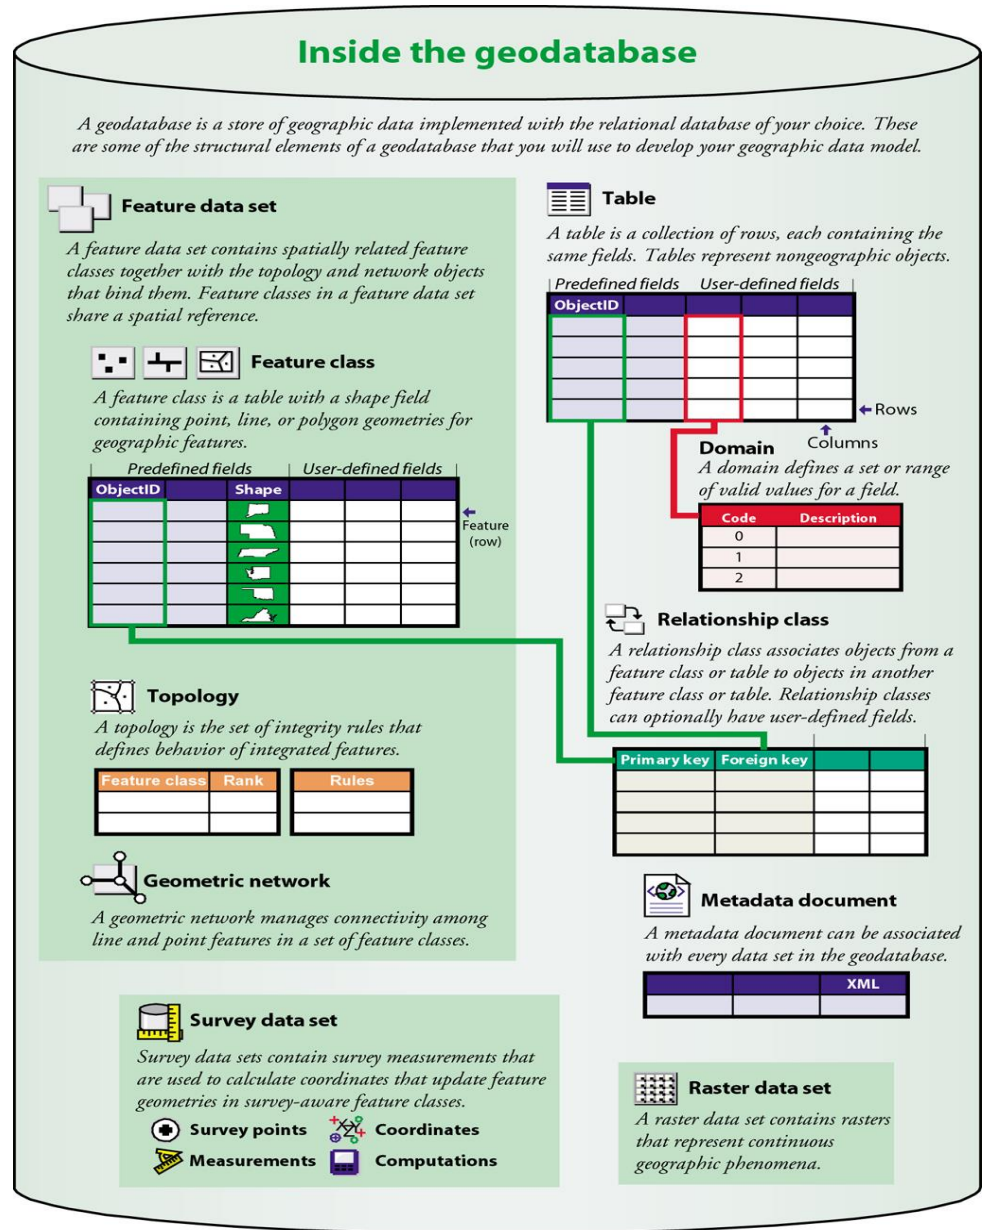 Inside the geodatabase
A geodatabase is a store of geographic data implemented with the relational database of your choice. These
are some of the structural elements of a geodatabase that you will use to develop your geographic data model.
Feature data set
A feature data set contains spatially related feature
classes together with the topology and network objects
that bind them. Feature classes in a feature data set
share a spatial reference.
Feature class
A feature class is a table with a shape field
containing point, line, or polygon geometries for
geographic features.
Predefined fields User-defined fields
ObjectID Shape
Feature
(row)
Topology
A topology is the set of integrity rules that
defines behavior of integrated features.
Feature class Rank Rules
Geometric network
A geometric network manages connectivity among
line and point features in a set of feature classes.
Survey data set
Survey data sets contain survey measurements that
are used to calculate coordinates that update feature
geometries in survey-aware feature classes.
Survey points Coordinates
Measurements Computations
Table
A table is a collection of rows, each containing the
same fields. Tables represent nongeographic objects.
Predefined fields User-defined fields
ObjectID
Rows
Columns
Domain
A domain defines a set or range
of valid values for a field.
Code Description
0
1
2
Relationship class
A relationship class associates objects from a
feature class or table to objects in another
feature class or table. Relationship classes
can optionally have user-defined fields.
Primary key Foreign key
Metadata document
A metadata document can be associated
with every data set in the geodatabase.
XML
Raster data set
A raster data set contains rasters
that represent continuous
geographic phenomena.